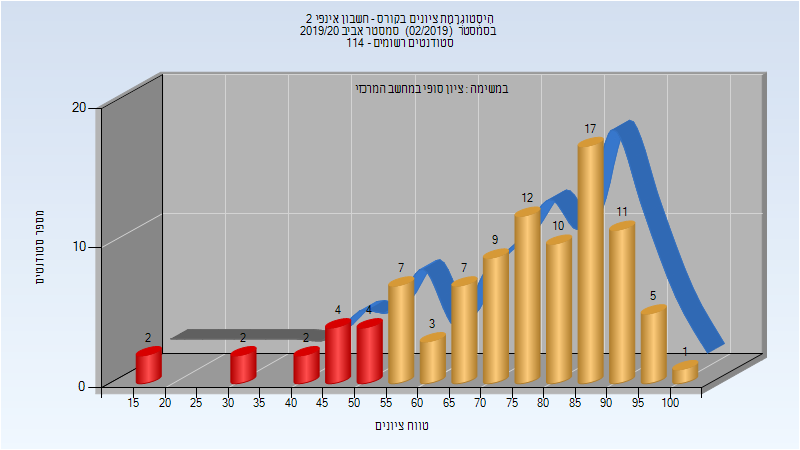 היסטוגרמת ציונים בקורס - חשבון אינפי 2
בסמסטר (02/2019) סמסטר אביב 2019/20
סטודנטים רשומים - 114
במשימה : ציון סופי במחשב המרכזי
מספר סטודנטים
20
10
0
2
2
2
4
4
7
3
7
9
12
10
17
11
5
1
15 20 25 30 35 40 45 50 55 60 65 70 75 80 85 90 95 100
טווח ציונים